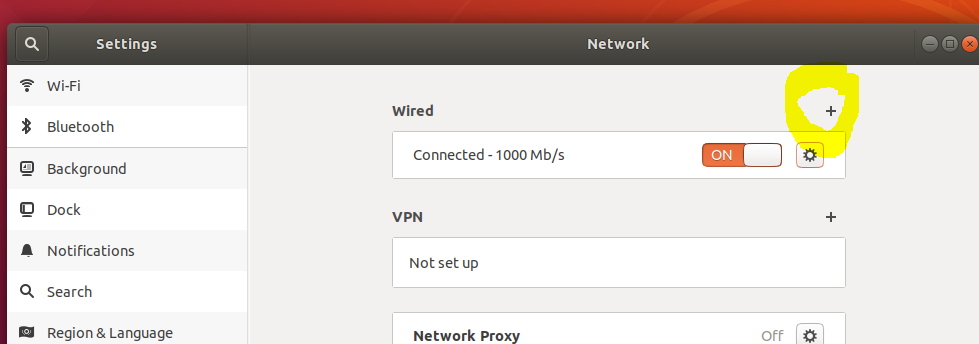 Settings
Network
Wi-Fi
Bluetooth
Background
Dock
Notifications
Search
Region & Language
Wired +
Connected - 1000 Mb/s ON
VPN +
Not set up
Network Proxy Off